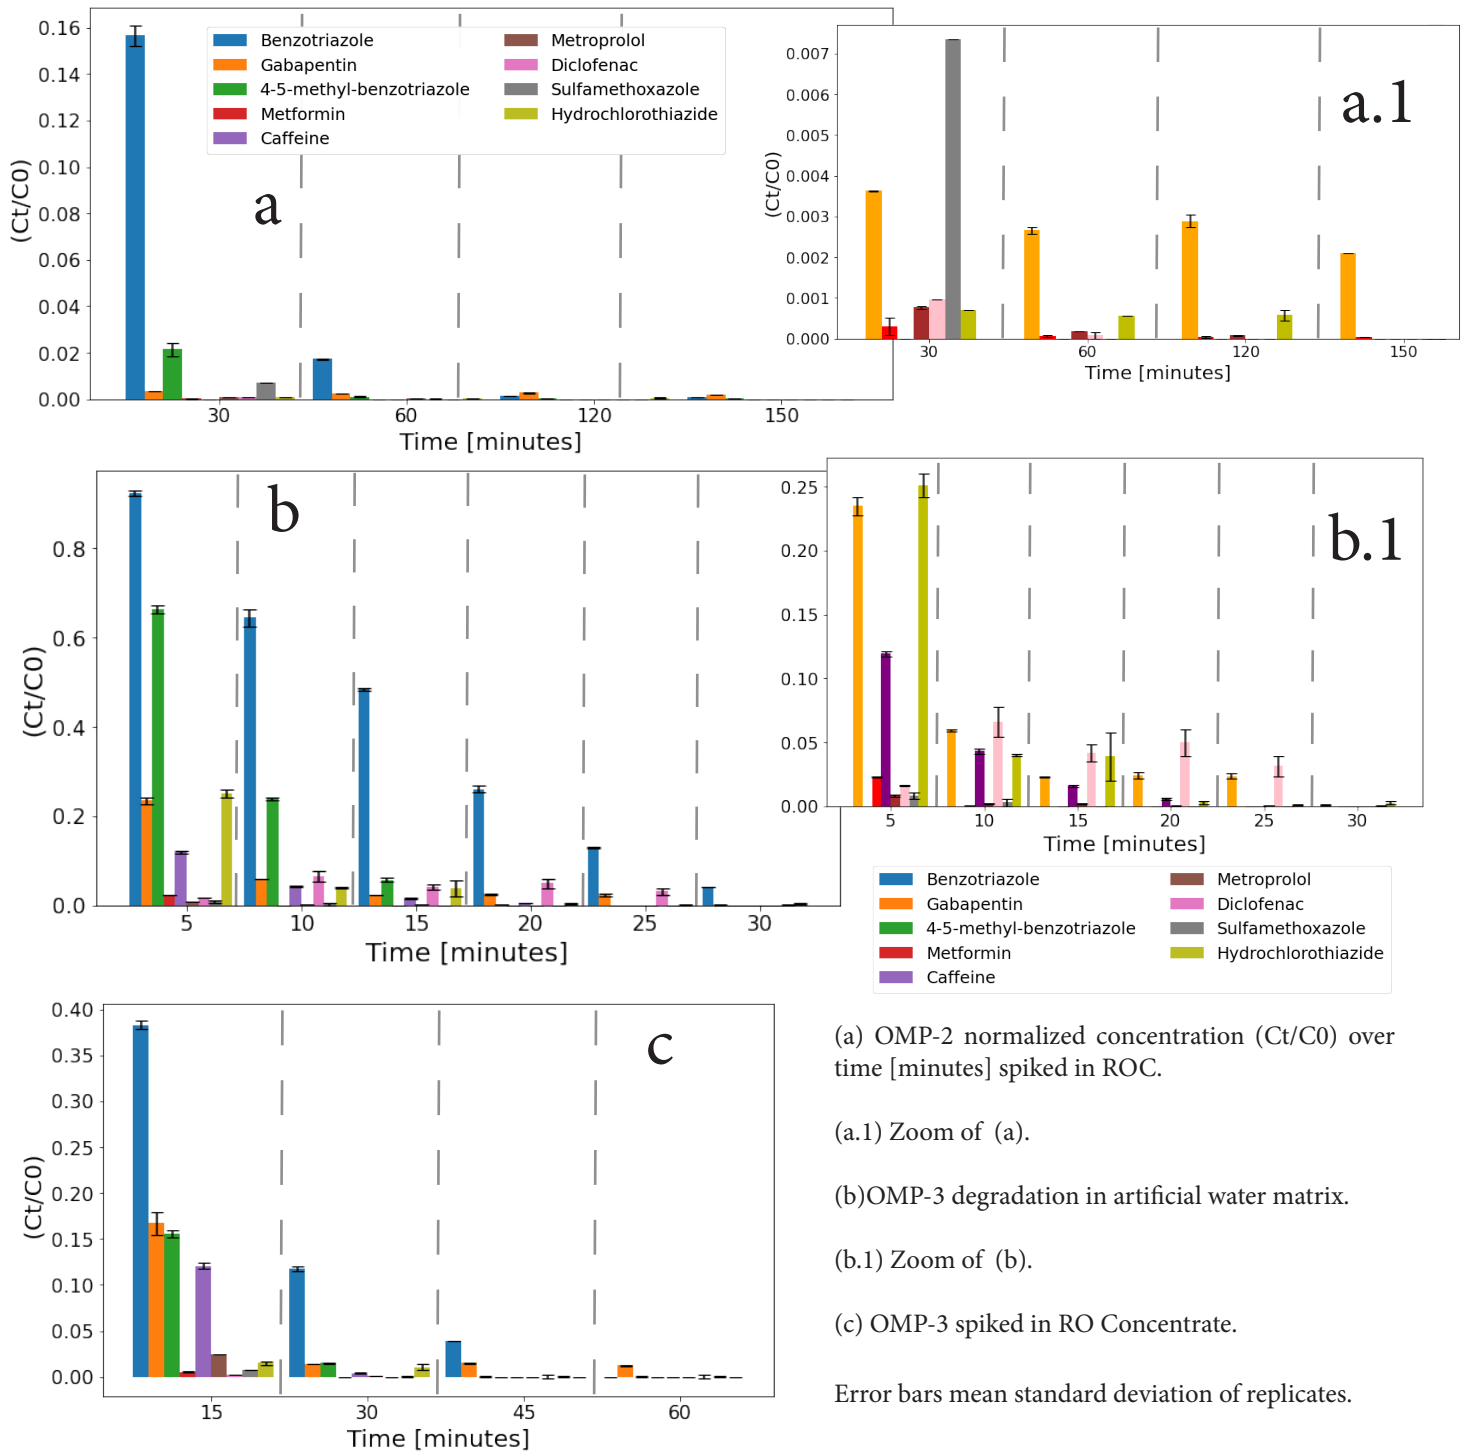 0.16
0.14
0.12
0.10
0.08
0.06
0.04
0.02
0.00
(Ct/C0)
Benzotriazole
Gabapentin
4-5-methyl-benzotriazole
Metformin
Caffeine
Metroprolol
Diclofenac
Sulfamethoxazole
Hydrochlorothiazide
a
30
60
120
150
Time [minutes]
0.007
0.006
0.005
0.004
0.003
0.002
0.001
0.000
(Ct/C0)
a.1
30
60
120
150
Time [minutes]
0.8
0.6
0.4
0.2
0.0
(Ct/C0)
b
5
10
15
20
25
30
Time [minutes]
0.25
0.20
0.15
0.10
0.05
0.00
(Ct/C0)
b.1
5
10
15
20
25
30
Time [minutes]
Benzotriazole
Gabapentin
4-5-methyl-benzotriazole
Metformin
Caffeine
Metroprolol
Diclofenac
Sulfamethoxazole
Hydrochlorothiazide
0.40
0.35
0.30
0.25
0.20
0.15
0.10
0.05
0.00
(Ct/C0)
c
15
30
45
60
Time [minutes]
(a) OMP-2 normalized concentration (Ct/C0) over
time [minutes] spiked in ROC.
(a.1) Zoom of (a).
(b)OMP-3 degradation in artificial water matrix.
(b.1) Zoom of (b).
(c) OMP-3 spiked in RO Concentrate.
Error bars mean standard deviation of replicates.